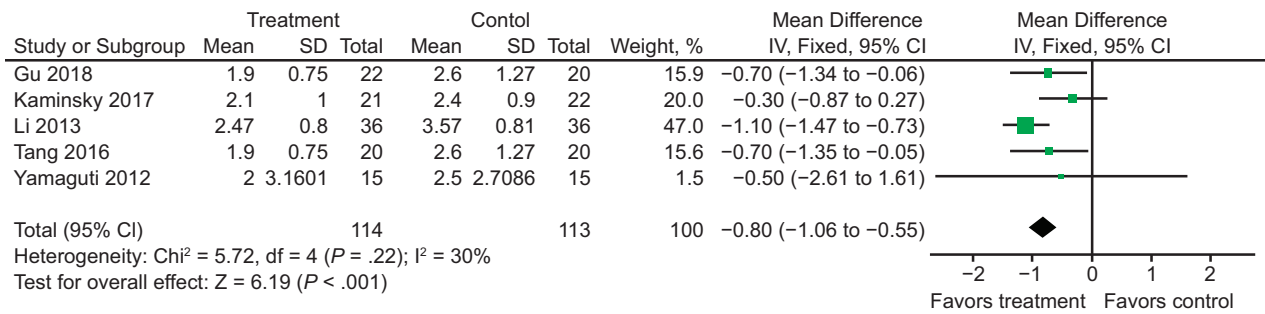 Treatment Contol Mean Difference Mean Difference
Study or Subgroup Mean SD Total Mean SD Total Weight, % IV, Fixed, 95% CI IV, Fixed, 95% CI
Gu 2018 1.9 0.75 22 2.6 1.27 20 15.9 −0.70 (−1.34 to −0.06)
Kaminsky 2017 2.1 1 21 2.4 0.9 22 20.0 −0.30 (−0.87 to 0.27)
Li 2013 2.47 0.8 36 3.57 0.81 36 47.0 −1.10 (−1.47 to −0.73)
Tang 2016 1.9 0.75 20 2.6 1.27 20 15.6 −0.70 (−1.35 to −0.05)
Yamaguti 2012 2 3.1601 15 2.5 2.7086 15 1.5 −0.50 (−2.61 to 1.61)
Total (95% CI) 114 113 100 −0.80 (−1.06 to −0.55)
Heterogeneity: Chi² = 5.72, df = 4 (P = .22); I² = 30%
Test for overall effect: Z = 6.19 (P < .001)
−2 −1 0 1 2
Favors treatment Favors control